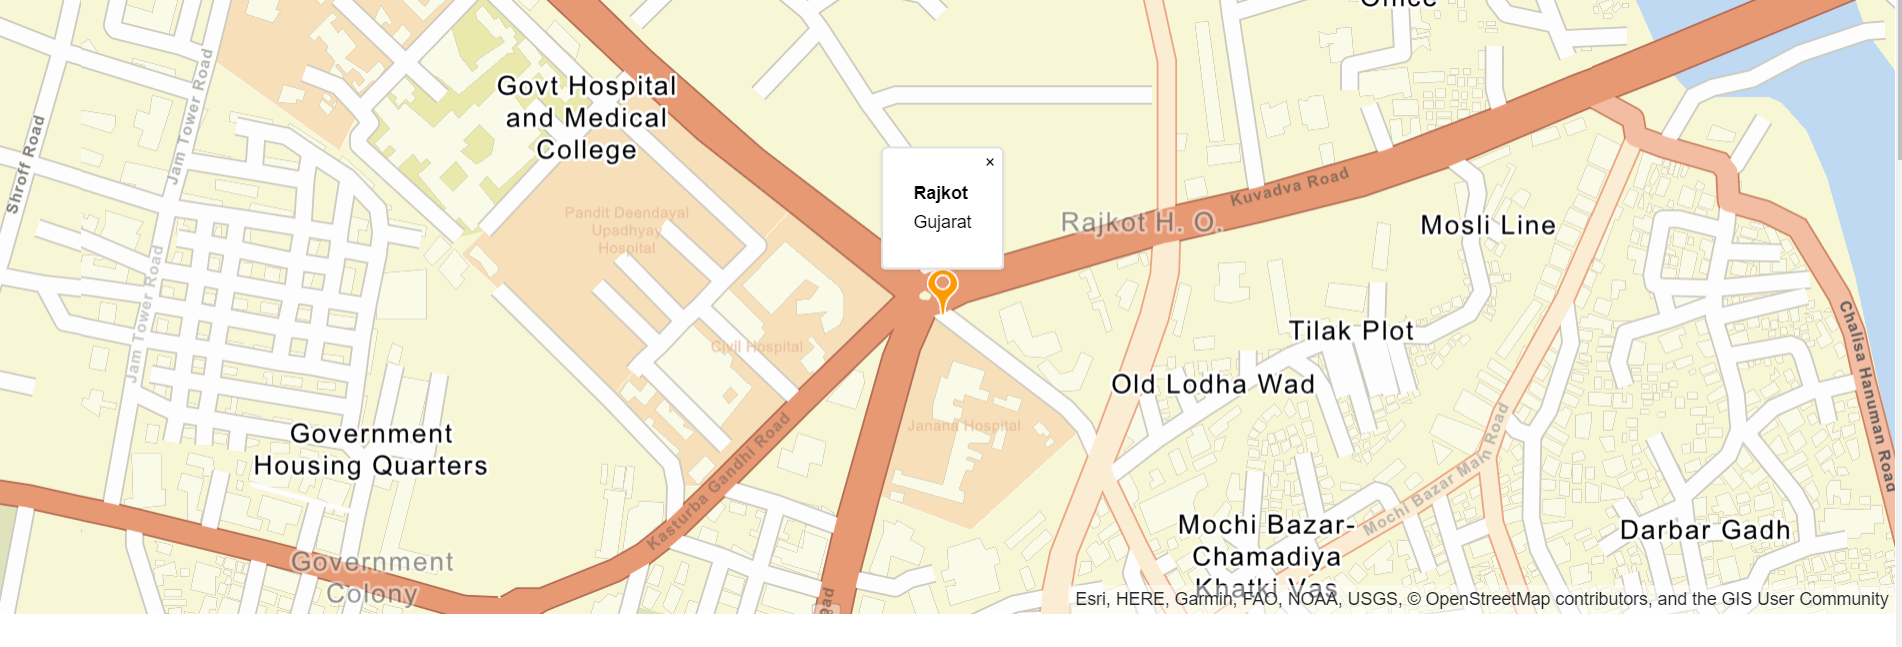 Office
Govt Hospital
and Medical
College
Jam Tower Road
Shroff Road
×
Rajkot
Gujarat
Pandit Deendayal
Upadhyay
Hospital
Rajkot H. O.
Kuvadva Road
Mosli Line
Jam Tower Road
Civil Hospital
Tilak Plot
Old Lodha Wad
Chalisa Hanuman Road
Janana Hospital
Government
Housing Quarters
Kasturba Gandhi Road
Mochi Bazar Main Road
Mochi Bazar-
Chamadiya
Khatki Vas
Darbar Gadh
Government
Colony
Esri, HERE, Garmin, FAO, NOAA, USGS, © OpenStreetMap contributors, and the GIS User Community